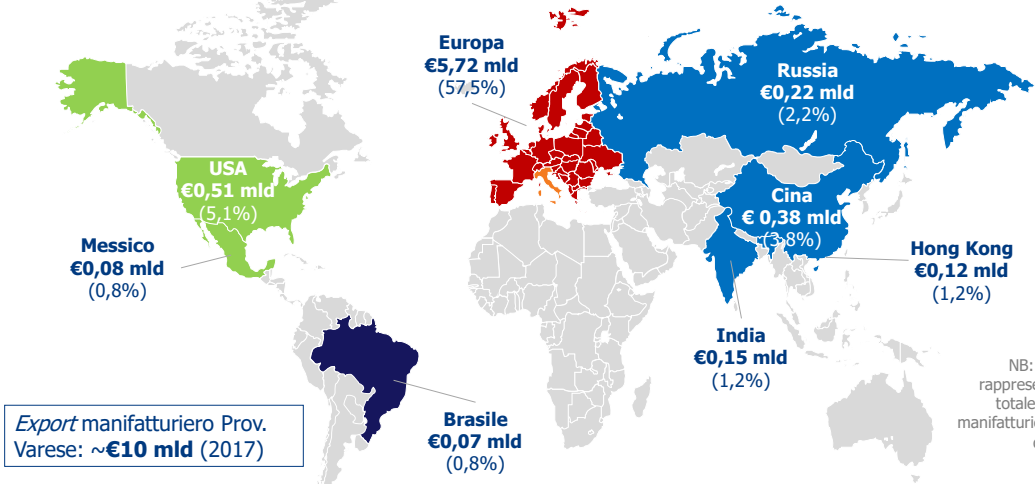 Europa
€5,72 mld
(57,5%)
Russia
€0,22 mld
(2,2%)
USA
€0,51 mld
(5,1%)
Cina
€ 0,38 mld
(3,8%)
Messico
€0,08 mld
(0,8%)
Hong Kong
€0,12 mld
(1,2%)
India
€0,15 mld
(1,2%)
Brasile
€0,07 mld
(0,8%)
Export manifatturiero Prov.
Varese: ~€10 mld (2017)
NB:
totale